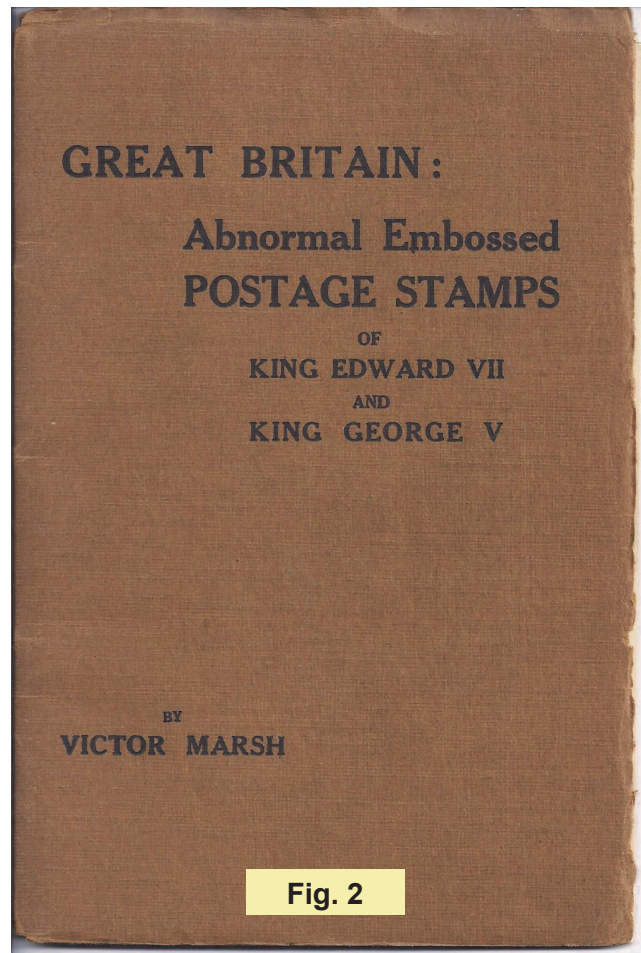 GREAT BRITAIN:
Abnormal Embossed
POSTAGE STAMPS
OF
KING EDWARD VII
AND
KING GEORGE V
BY
VICTOR MARSH
Fig. 2